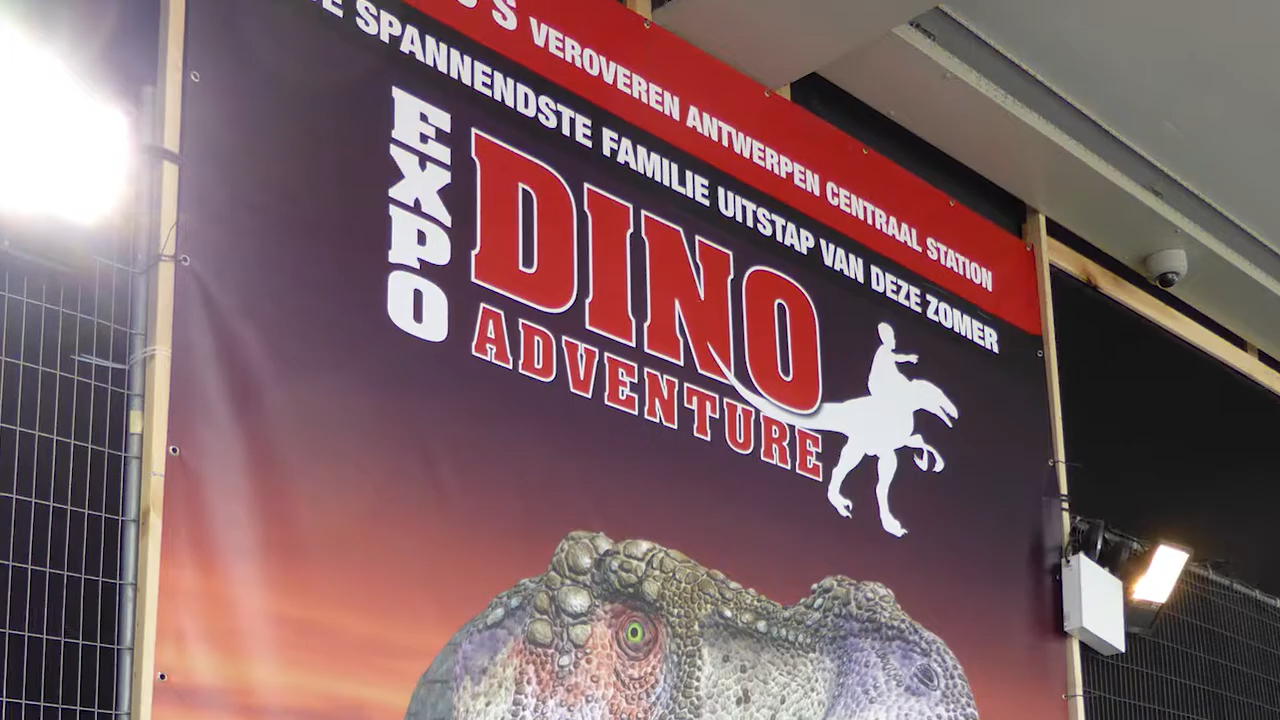 VEROVEREN ANTWERPEN CENTRAAL STATION
SPANNENDSTE FAMILIE UITSTAP VAN DEZE ZOMER
EXPO
DINO
ADVENTURE